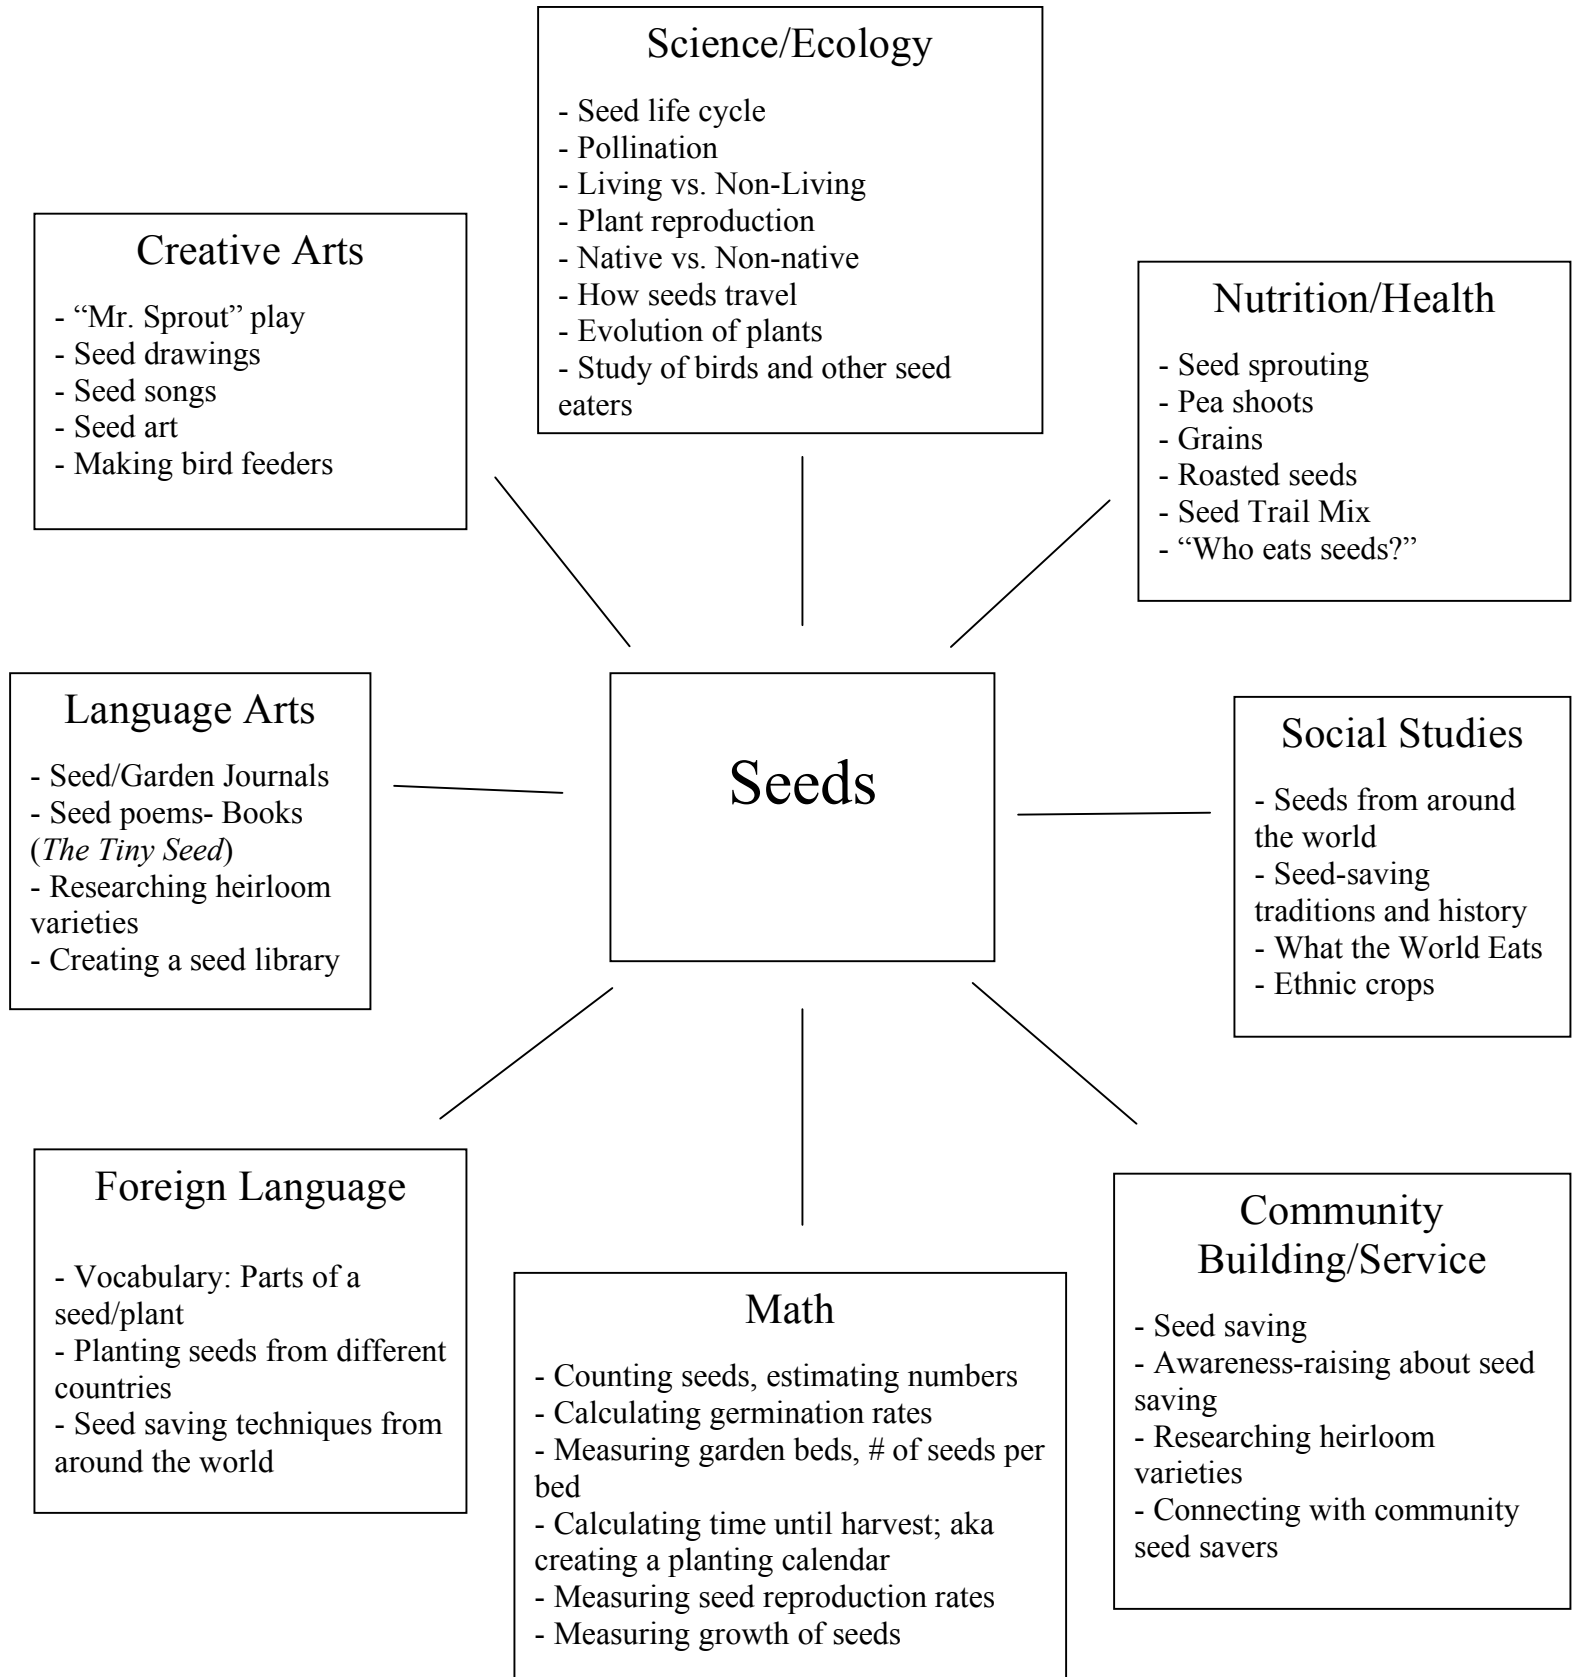 Science/Ecology
- Seed life cycle
- Pollination
- Living vs. Non-Living
- Plant reproduction
- Native vs. Non-native
- How seeds travel
- Evolution of plants
- Study of birds and other seed
eaters
Creative Arts
- “Mr. Sprout” play
- Seed drawings
- Seed songs
- Seed art
- Making bird feeders
Nutrition/Health
- Seed sprouting
- Pea shoots
- Grains
- Roasted seeds
- Seed Trail Mix
- “Who eats seeds?”
Language Arts
- Seed/Garden Journals
- Seed poems- Books
(The Tiny Seed)
- Researching heirloom
varieties
- Creating a seed library
Seeds
Social Studies
- Seeds from around
the world
- Seed-saving
traditions and history
- What the World Eats
- Ethnic crops
Foreign Language
- Vocabulary: Parts of a
seed/plant
- Planting seeds from different
countries
- Seed saving techniques from
around the world
Math
- Counting seeds, estimating numbers
- Calculating germination rates
- Measuring garden beds, # of seeds per
bed
- Calculating time until harvest; aka
creating a planting calendar
- Measuring seed reproduction rates
- Measuring growth of seeds
Community
Building/Service
- Seed saving
- Awareness-raising about seed
saving
- Researching heirloom
varieties
- Connecting with community
seed savers